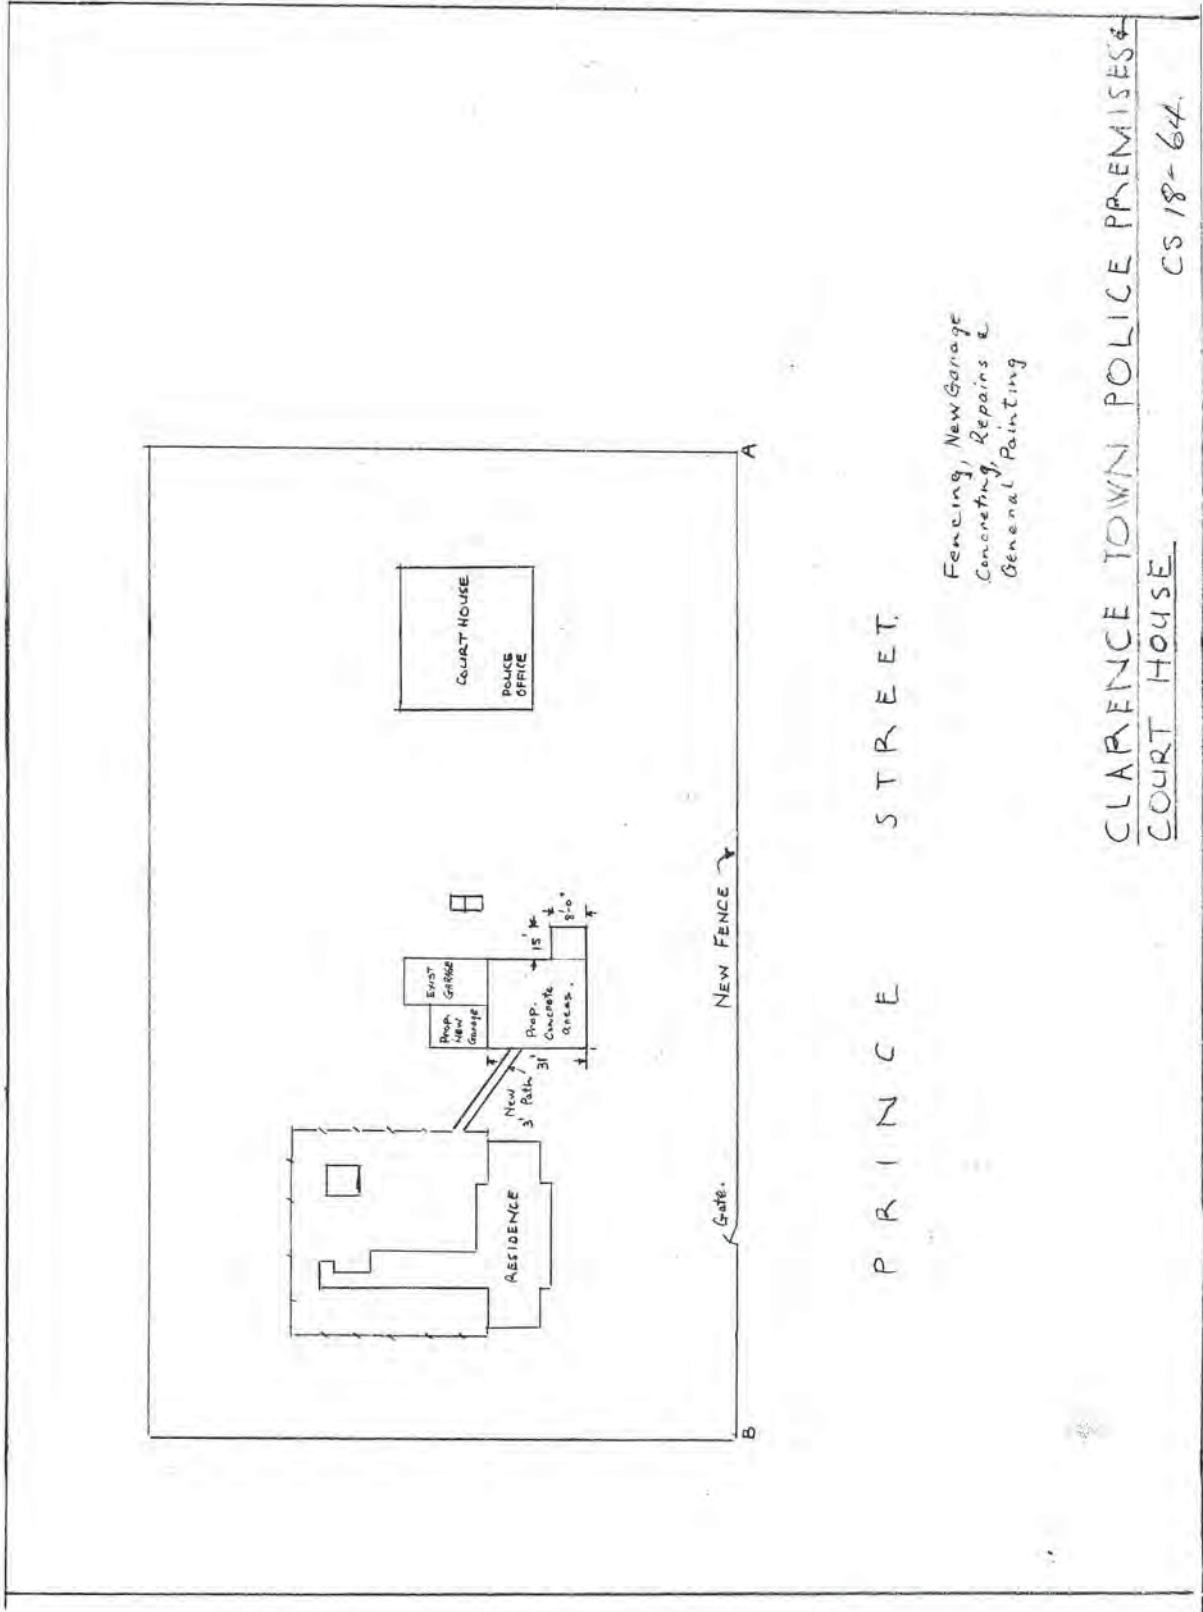 COURT HOUSE
POLICE
OFFICE
EXIST
GARAGE
Prop.
NEW
Garage
Prop.
Concrete
areas.
15'
8'-0"
31'
New
3' Path
RESIDENCE
Gate.
NEW FENCE
B
A
PRINCE STREET.
Fencing, New Garage
Concreting, Repairs &
General Painting
CLARENCE TOWN POLICE PREMISES &
COURT HOUSE
CS 18-64.